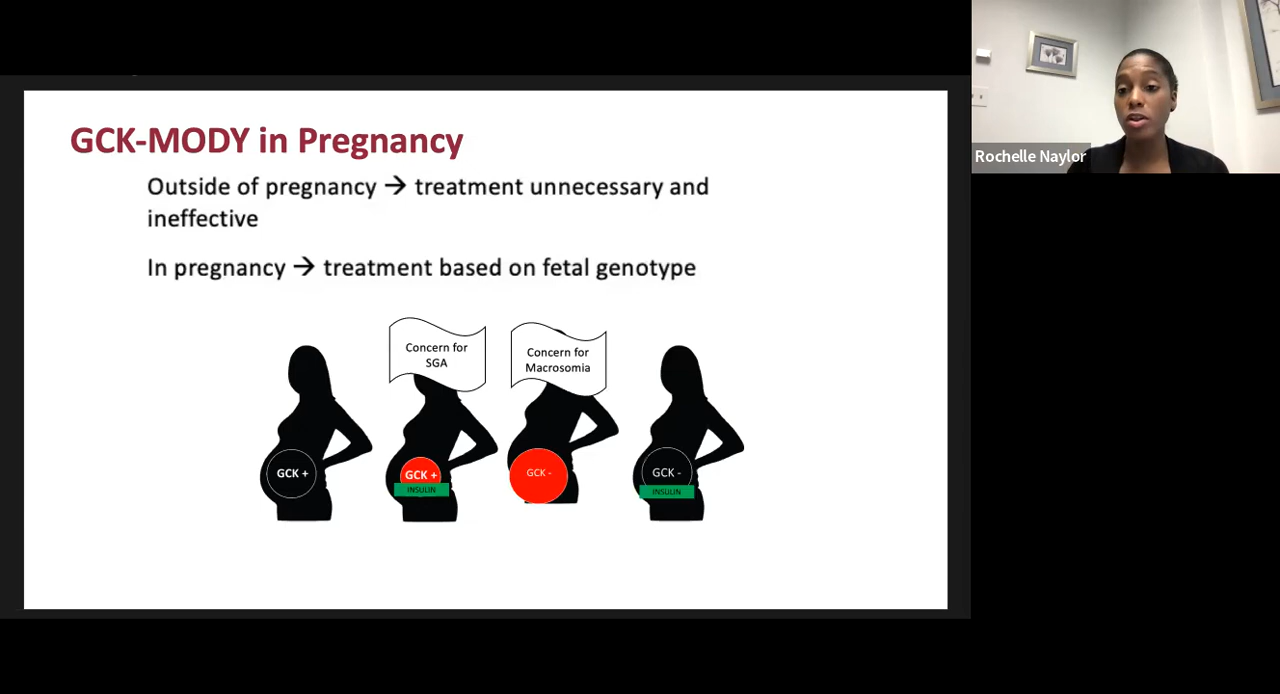 GCK-MODY in Pregnancy
Outside of pregnancy → treatment unnecessary and
ineffective
In pregnancy → treatment based on fetal genotype
Concern for
SGA
Concern for
Macrosomia
GCK +
GCK +
INSULIN
GCK -
GCK -
INSULIN
Rochelle Naylor